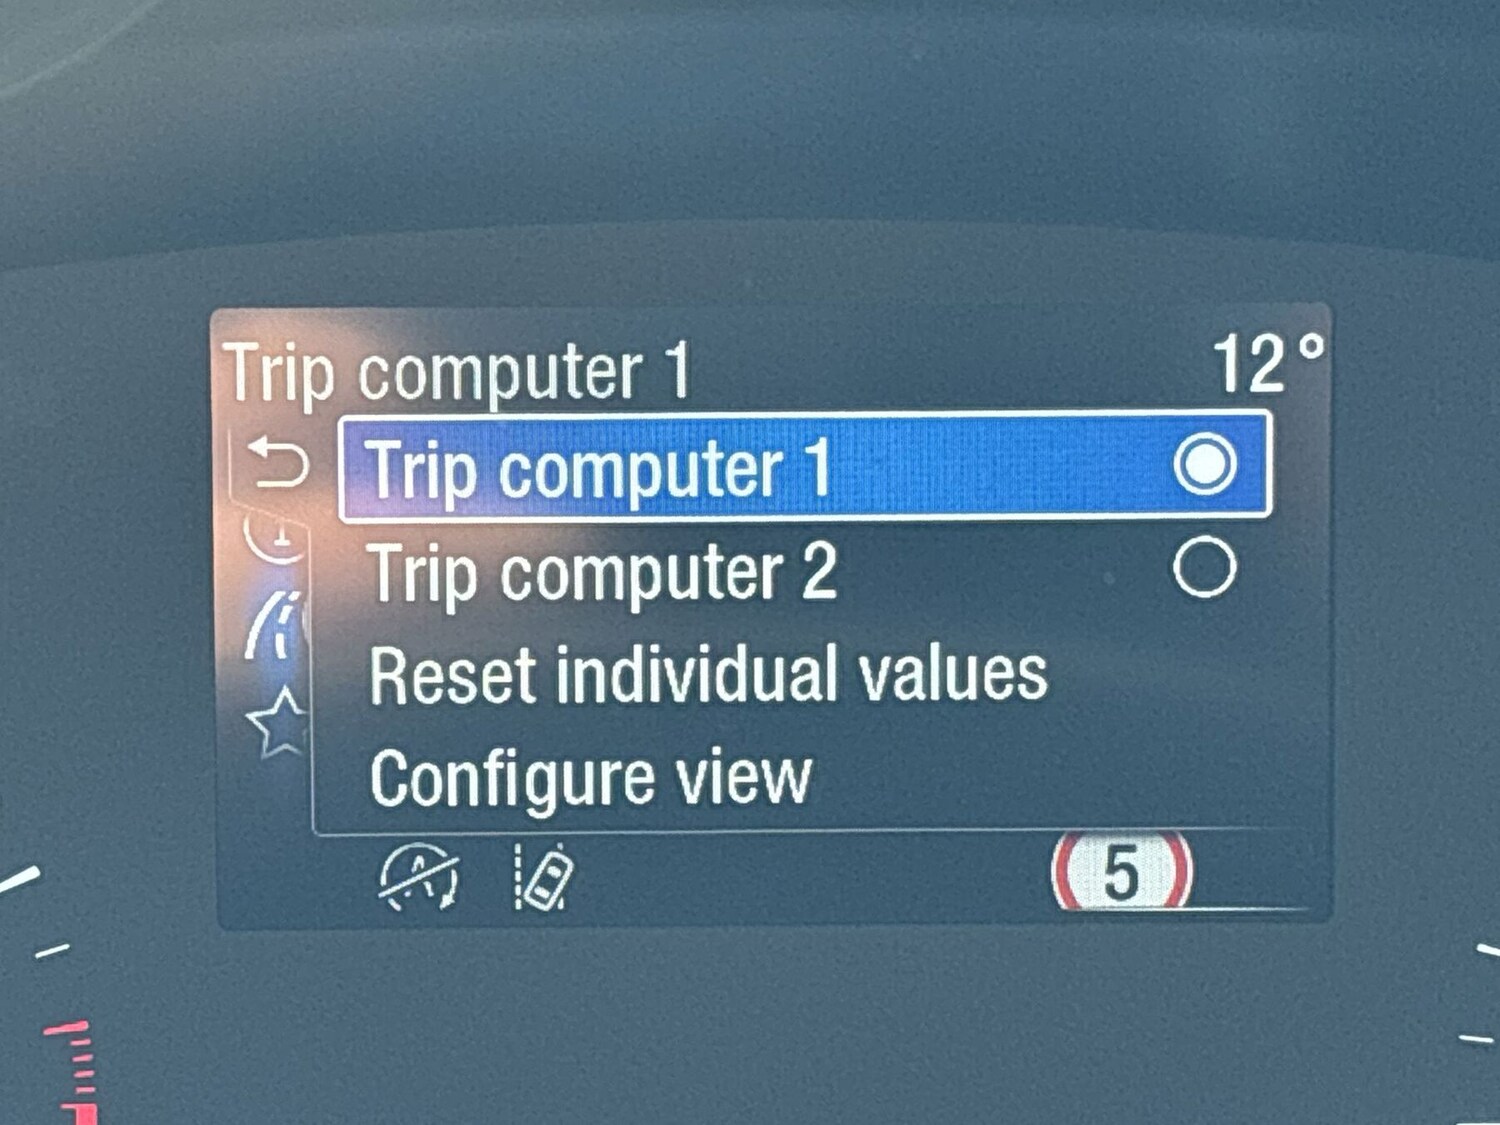 Trip computer 1 12°
Trip computer 1
Trip computer 2
Reset individual values
Configure view
A
5